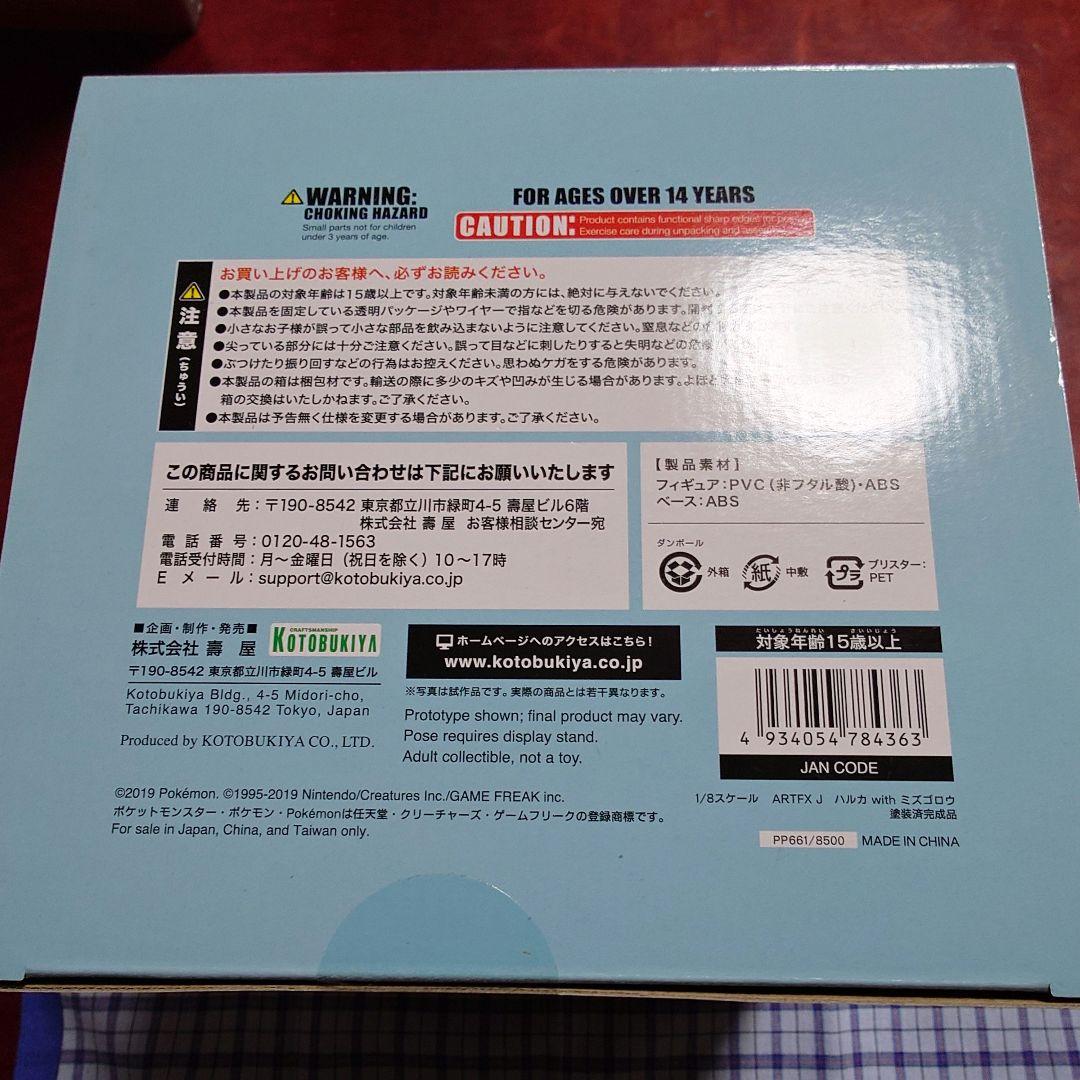 WARNING:
CHOKING HAZARD
Small parts not for children
under 3 years of age.
FOR AGES OVER 14 YEARS
CAUTION:
Product contains functional sharp edges
Exercise care during unpacking and
注意
(ちゅうい)
お買い上げのお客様へ、必ずお読みください。
●本製品の対象年齢は15歳以上です。対象年齢未満の方には、絶対に与えないでください。
●本製品を固定している透明パッケージやワイヤーで指などを切る危険があります。
●小さなお子様が誤って小さな部品を飲み込まないように注意してください。窒息などの
●尖っている部分には十分ご注意ください。誤って目などに刺したりすると失明などの危険
●ぶつけたり振り回すなどの行為はお控えください。思わぬケガをする危険があります。
●本製品の箱は梱包材です。輸送の際に多少のキズや凹みが生じる場合があります。よほど
箱の交換はいたしかねます。ご了承ください。
●本製品は予告無く仕様を変更する場合があります。ご了承ください。
この商品に関するお問い合わせは下記にお願いいたします
連絡先:〒190-8542 東京都立川市緑町4-5 壽屋ビル6階
株式会社 壽屋 お客様相談センター宛
電話番号:0120-48-1563
電話受付時間:月〜金曜日(祝日を除く)10〜17時
Eメール:support@kotobukiya.co.jp
【製品素材】
フィギュア:PVC(非フタル酸)・ABS
ベース:ABS
ダンボール
外箱
紙
中敷
プラ
ブリスター:
PET
■企画・制作・発売■
株式会社 壽屋
CRAFTSMANSHIP
KOTOBUKIYA
〒190-8542 東京都立川市緑町4-5 壽屋ビル
Kotobukiya Bldg., 4-5 Midori-cho,
Tachikawa 190-8542 Tokyo, Japan
Produced by KOTOBUKIYA CO., LTD.
ホームページへのアクセスはこちら!
www.kotobukiya.co.jp
※写真は試作品です。実際の商品とは若干異なります。
Prototype shown; final product may vary.
Pose requires display stand.
Adult collectible, not a toy.
たいしょうねんれい さいいじょう
対象年齢15歳以上
4 934054 784363
JAN CODE
©2019 Pokémon. ©1995-2019 Nintendo/Creatures Inc./GAME FREAK inc.
ポケットモンスター・ポケモン・Pokémonは任天堂・クリーチャーズ・ゲームフリークの登録商標です。
For sale in Japan, China, and Taiwan only.
1/8スケール ARTFX J ハルカ with ミズゴロウ
塗装済完成品
PP661/8500 MADE IN CHINA